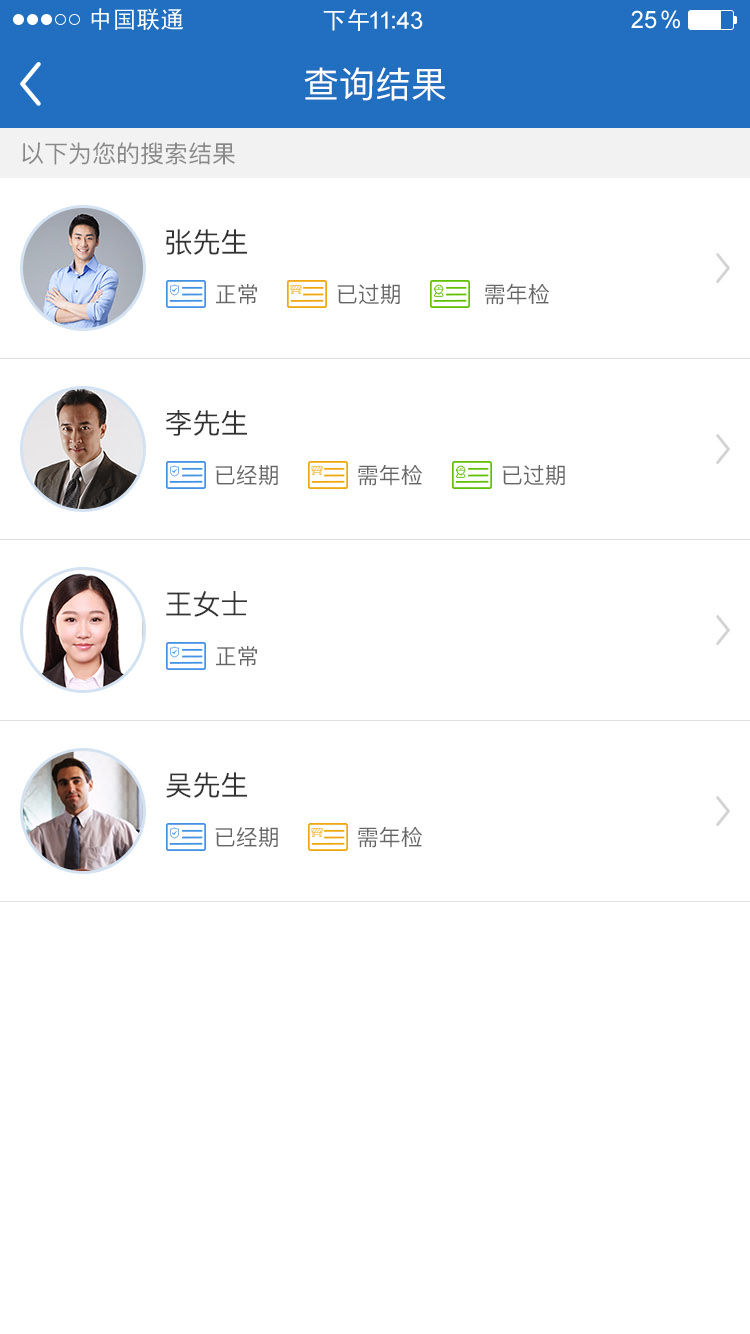 中国联通 下午11:43 25%
查询结果
以下为您的搜索结果
张先生
正常 已过期 需年检
李先生
已经期 需年检 已过期
王女士
正常
吴先生
已经期 需年检